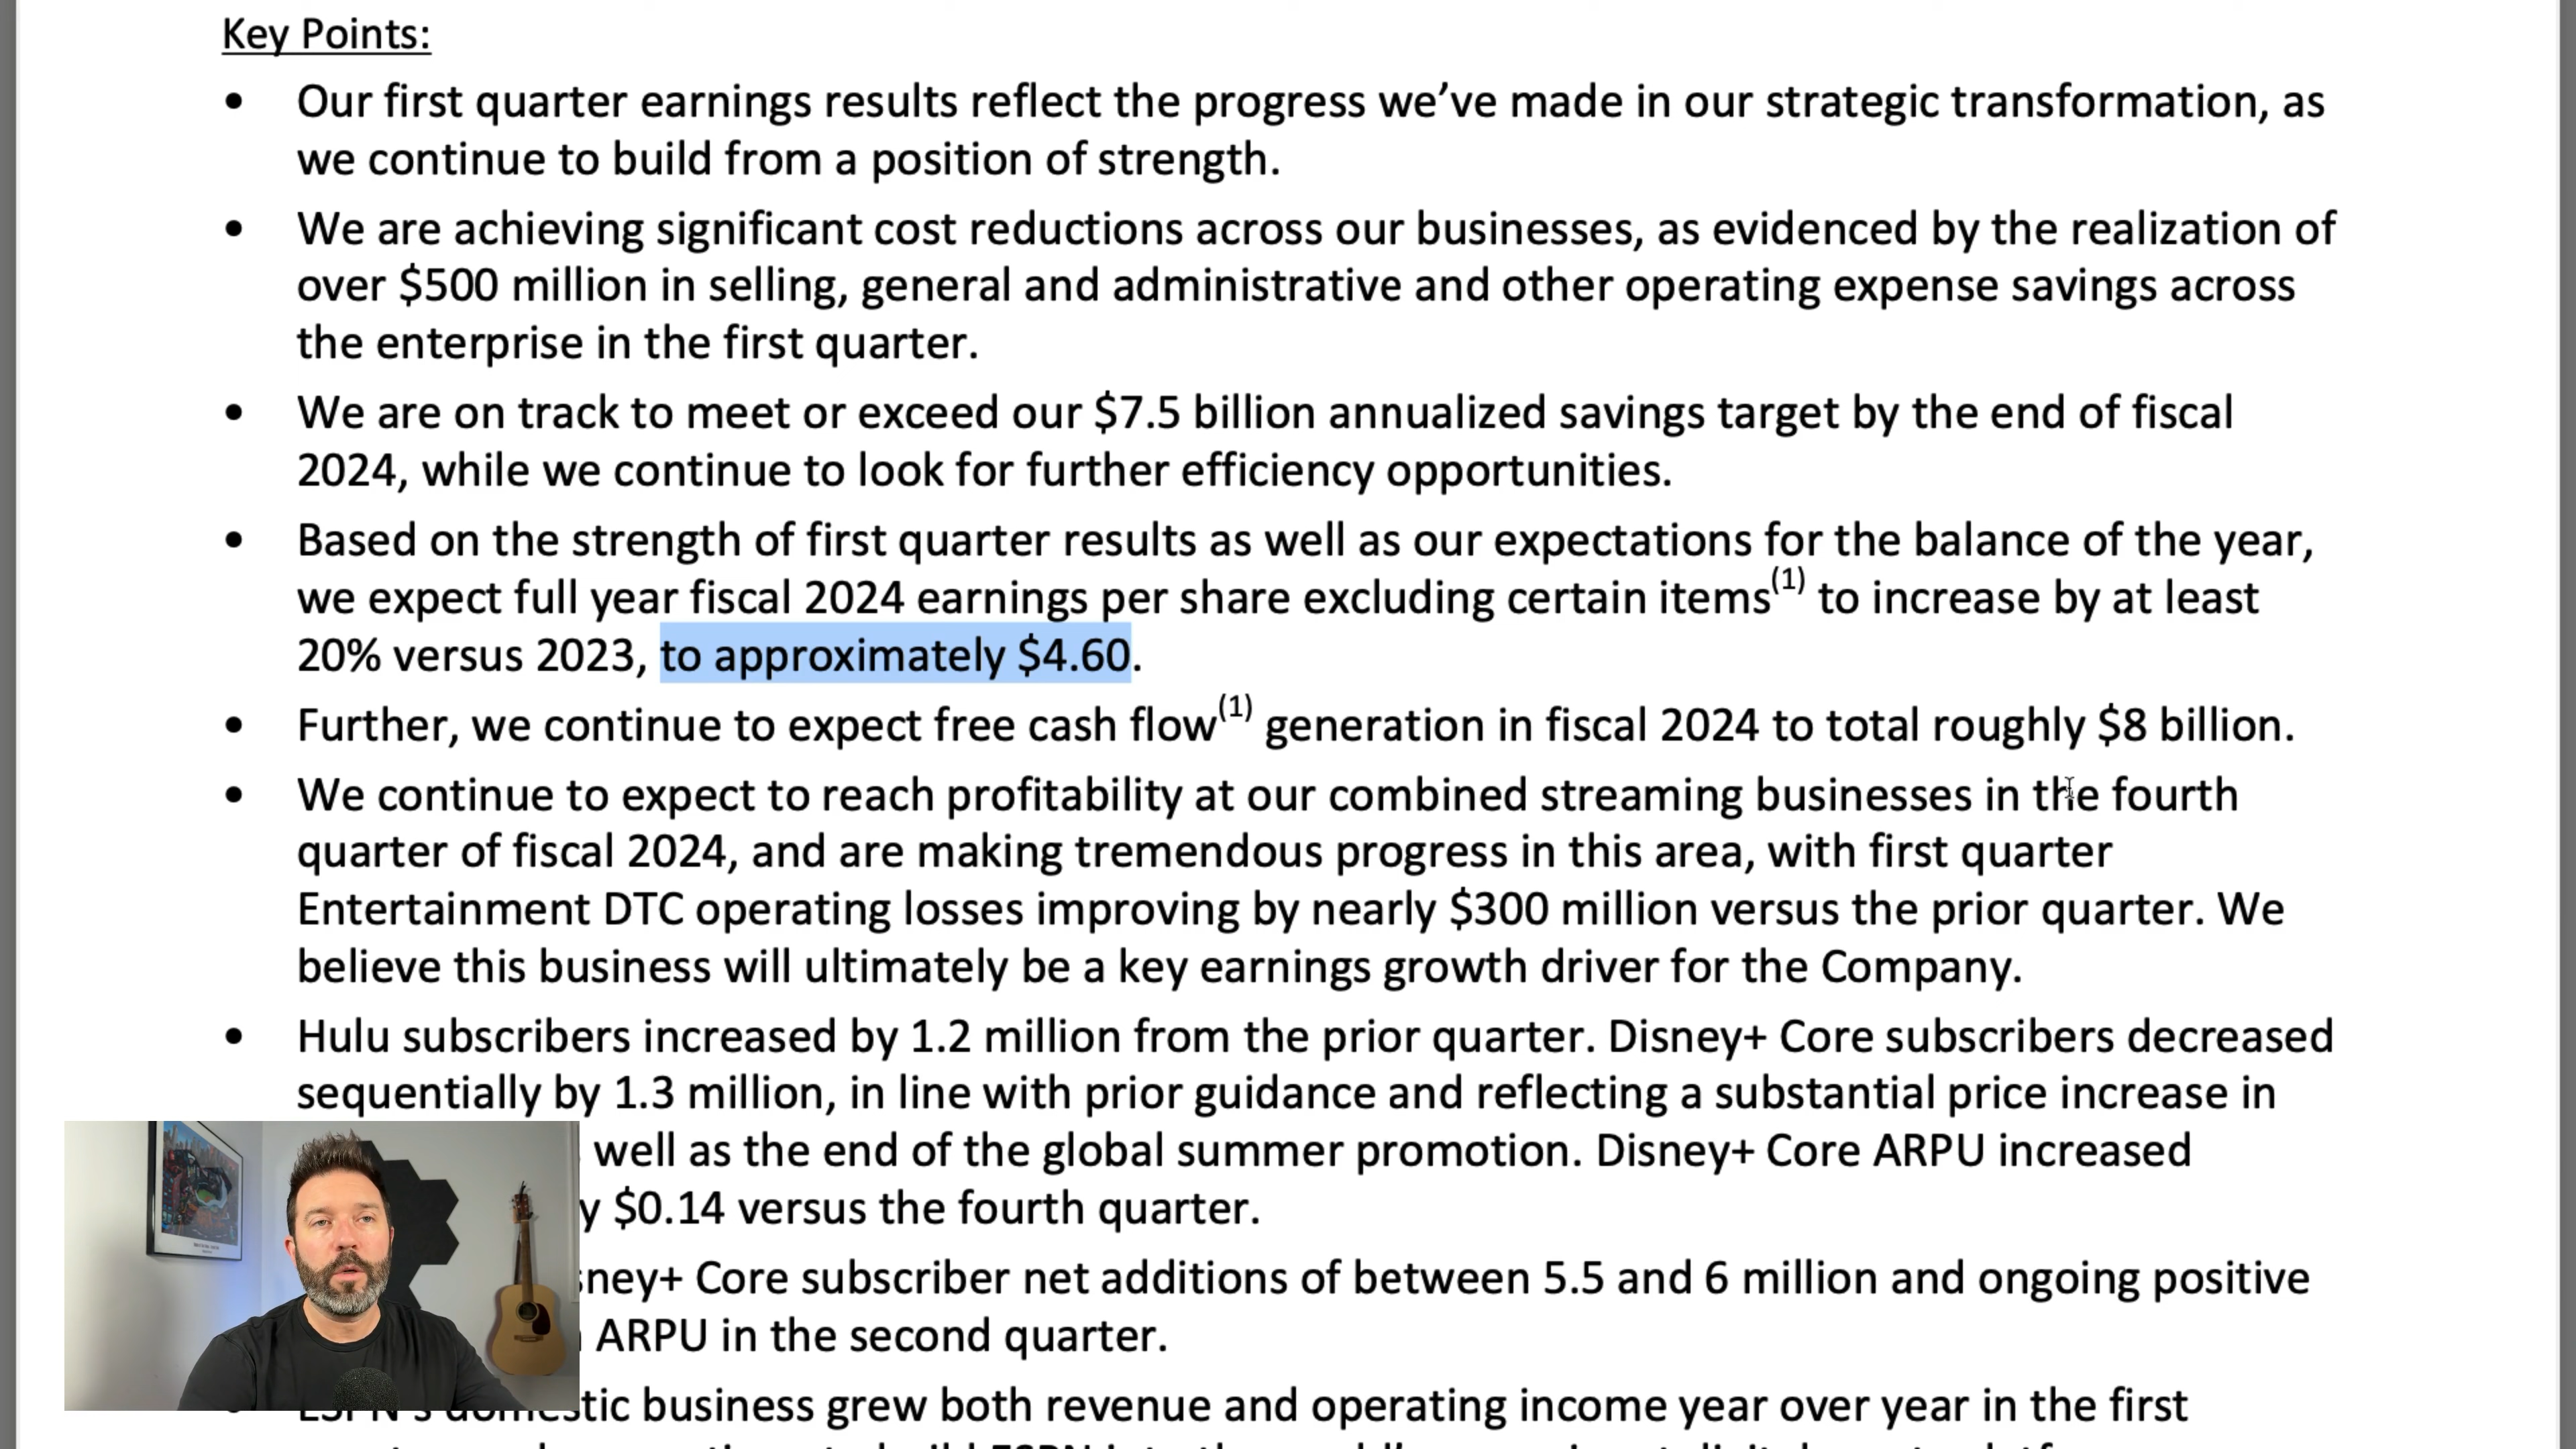 Key Points:
• Our first quarter earnings results reflect the progress we’ve made in our strategic transformation, as
we continue to build from a position of strength.
• We are achieving significant cost reductions across our businesses, as evidenced by the realization of
over $500 million in selling, general and administrative and other operating expense savings across
the enterprise in the first quarter.
• We are on track to meet or exceed our $7.5 billion annualized savings target by the end of fiscal
2024, while we continue to look for further efficiency opportunities.
• Based on the strength of first quarter results as well as our expectations for the balance of the year,
we expect full year fiscal 2024 earnings per share excluding certain items(1) to increase by at least
20% versus 2023, to approximately $4.60.
• Further, we continue to expect free cash flow(1) generation in fiscal 2024 to total roughly $8 billion.
• We continue to expect to reach profitability at our combined streaming businesses in the fourth
quarter of fiscal 2024, and are making tremendous progress in this area, with first quarter
Entertainment DTC operating losses improving by nearly $300 million versus the prior quarter. We
believe this business will ultimately be a key earnings growth driver for the Company.
• Hulu subscribers increased by 1.2 million from the prior quarter. Disney+ Core subscribers decreased
sequentially by 1.3 million, in line with prior guidance and reflecting a substantial price increase in
well as the end of the global summer promotion. Disney+ Core ARPU increased
y $0.14 versus the fourth quarter.
sney+ Core subscriber net additions of between 5.5 and 6 million and ongoing positive
ARPU in the second quarter.
ESPN’s domestic business grew both revenue and operating income year over year in the first